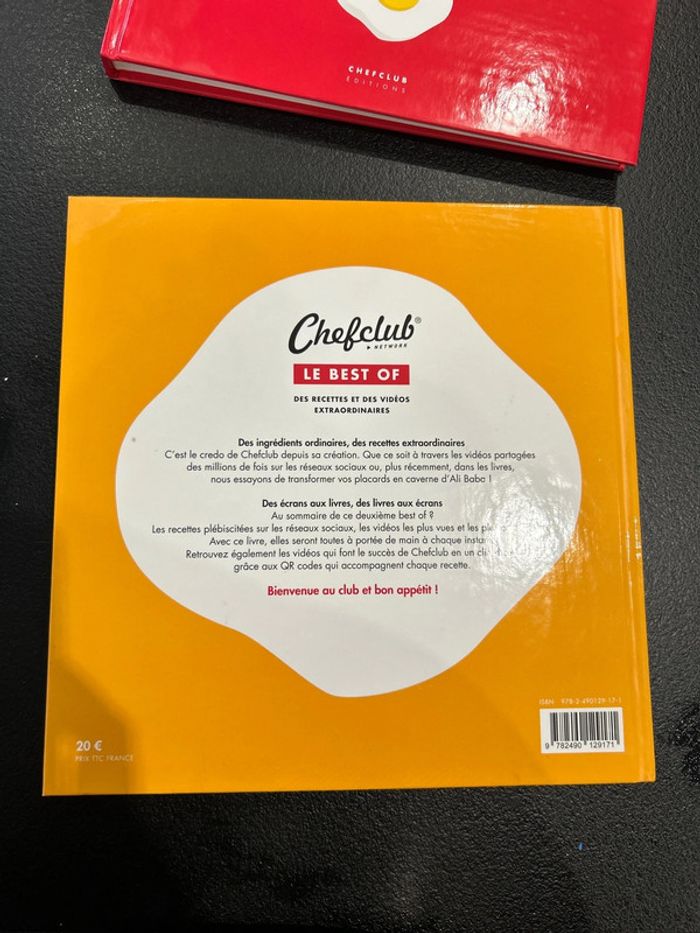 CHEFCLUB
ÉDITIONS
Chefclub®
NETWORK
LE BEST OF
DES RECETTES ET DES VIDÉOS
EXTRAORDINAIRES
Des ingrédients ordinaires, des recettes extraordinaires
C'est le credo de Chefclub depuis sa création. Que ce soit à travers les vidéos partagées
des millions de fois sur les réseaux sociaux ou, plus récemment, dans les livres,
nous essayons de transformer vos placards en caverne d'Ali Baba !
Des écrans aux livres, des livres aux écrans
Au sommaire de ce deuxième best of ?
Les recettes plébiscitées sur les réseaux sociaux, les vidéos les plus vues et les
Avec ce livre, elles seront toutes à portée de main à chaque
Retrouvez également les vidéos qui font le succès de Chefclub en un
grâce aux QR codes qui accompagnent chaque recette.
Bienvenue au club et bon appétit !
ISBN 978-2-490129-17-1
9 782490 129171
20 €
PRIX TTC FRANCE